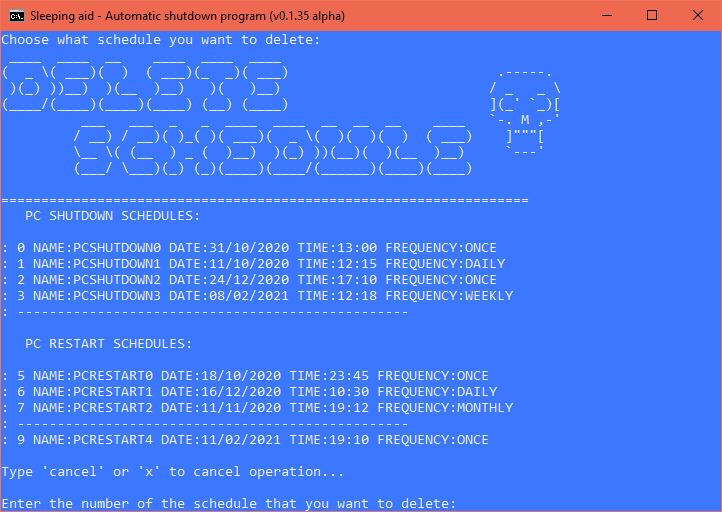 Sleeping aid - Automatic shutdown program (v0.1.35 alpha)
Choose what schedule you want to delete:
DELETE
SCHEDULE
==================================================================
PC SHUTDOWN SCHEDULES:
: 0 NAME:PCSHUTDOWN0 DATE:31/10/2020 TIME:13:00 FREQUENCY:ONCE
: 1 NAME:PCSHUTDOWN1 DATE:11/10/2020 TIME:12:15 FREQUENCY:DAILY
: 2 NAME:PCSHUTDOWN2 DATE:24/12/2020 TIME:17:10 FREQUENCY:ONCE
: 3 NAME:PCSHUTDOWN3 DATE:08/02/2021 TIME:12:18 FREQUENCY:WEEKLY
: -------------------------------------------------
PC RESTART SCHEDULES:
: 5 NAME:PCRESTART0 DATE:18/10/2020 TIME:23:45 FREQUENCY:ONCE
: 6 NAME:PCRESTART1 DATE:16/12/2020 TIME:10:30 FREQUENCY:DAILY
: 7 NAME:PCRESTART2 DATE:11/11/2020 TIME:19:12 FREQUENCY:MONTHLY
: -------------------------------------------------
: 9 NAME:PCRESTART4 DATE:11/02/2021 TIME:19:10 FREQUENCY:ONCE
Type 'cancel' or 'x' to cancel operation...
Enter the number of the schedule that you want to delete: